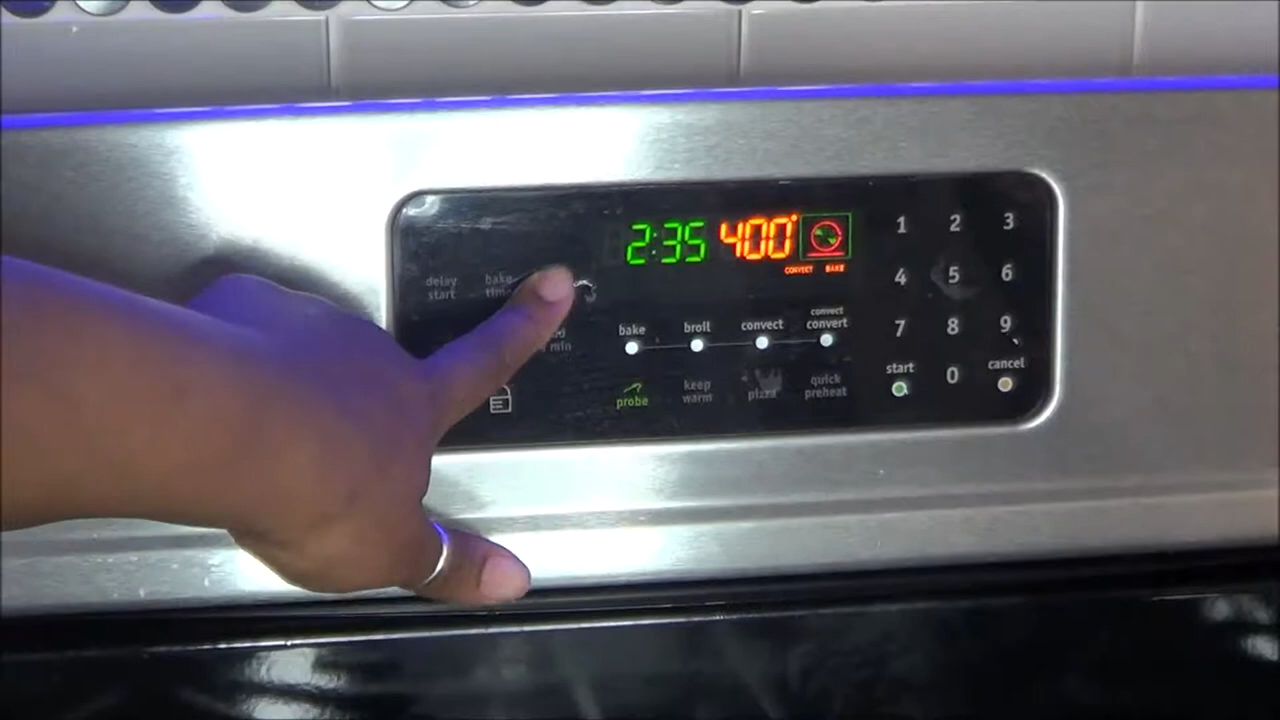 2:35 400°
CONVECT BAKE
1 2 3
delay start
bake time
4 5 6
min
bake
broil
convect
convect convert
7 8 9
probe
keep warm
pizza
quick preheat
start
0
cancel